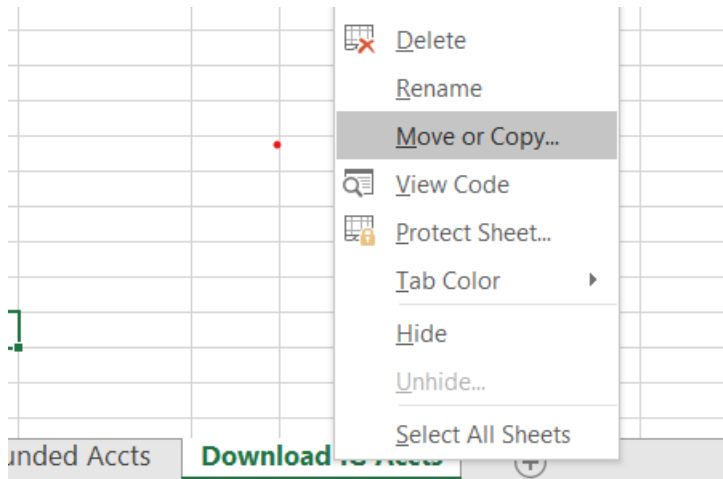 Delete
Rename
Move or Copy...
View Code
Protect Sheet...
Tab Color
Hide
Unhide...
Select All Sheets
unded Accts Download Accts